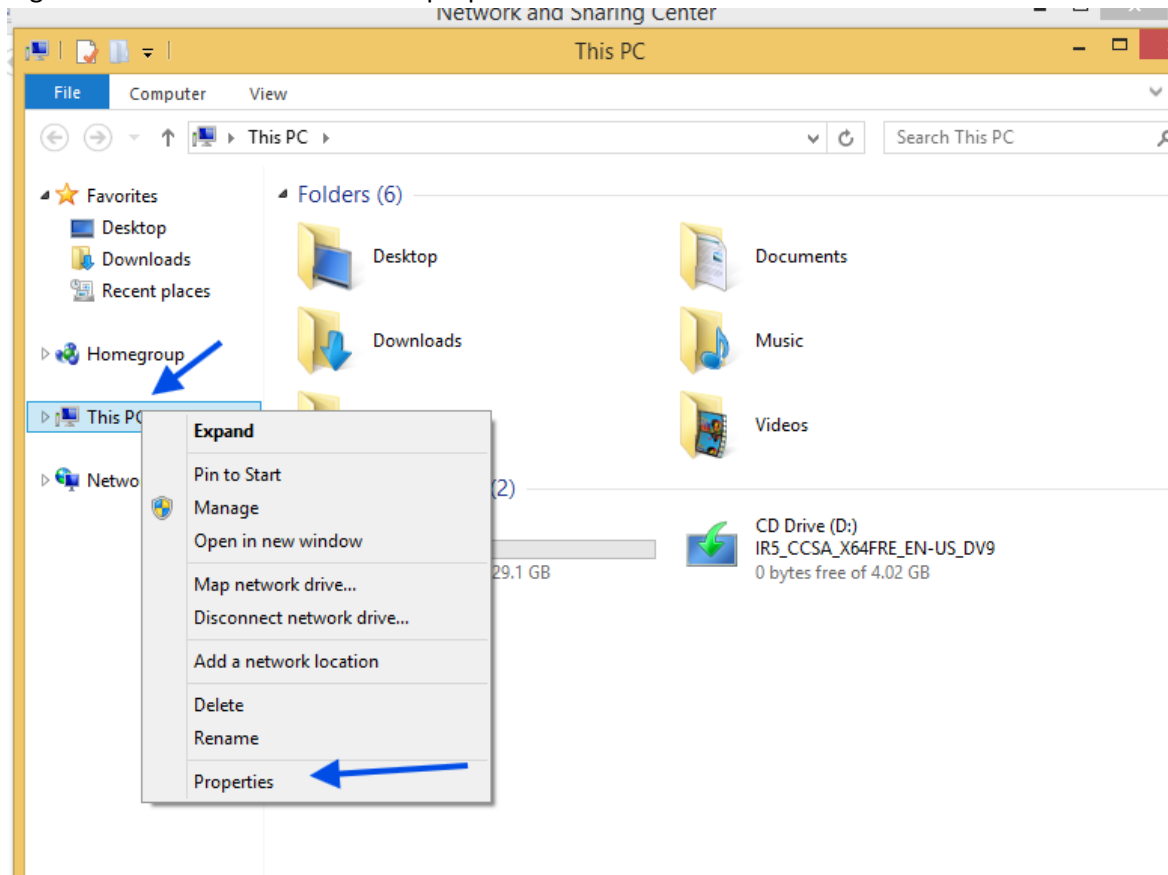 Network and Sharing Center
This PC
File Computer View
This PC
Search This PC
Favorites
Desktop
Downloads
Recent places
Homegroup
This PC
Folders (6)
Desktop
Documents
Downloads
Music
Videos
(2)
29.1 GB
CD Drive (D:)
IR5_CCSA_X64FRE_EN-US_DV9
0 bytes free of 4.02 GB
Expand
Pin to Start
Manage
Open in new window
Map network drive...
Disconnect network drive...
Add a network location
Delete
Rename
Properties